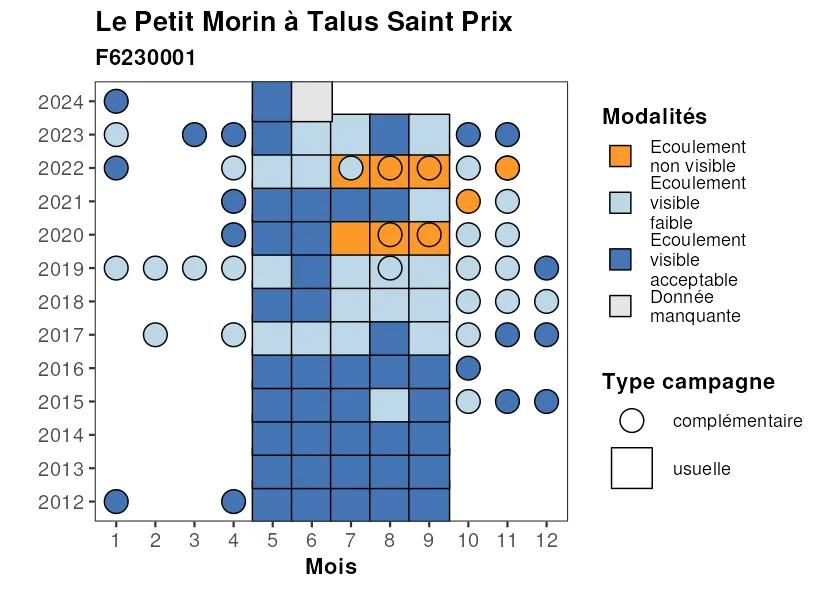 Le Petit Morin à Talus Saint Prix
F6230001
2024
2023
2022
2021
2020
2019
2018
2017
2016
2015
2014
2013
2012
1 2 3 4 5 6 7 8 9 10 11 12
Mois
Modalités
Ecoulement
non visible
Ecoulement
visible
faible
Ecoulement
visible
acceptable
Donnée
manquante
Type campagne
complémentaire
usuelle